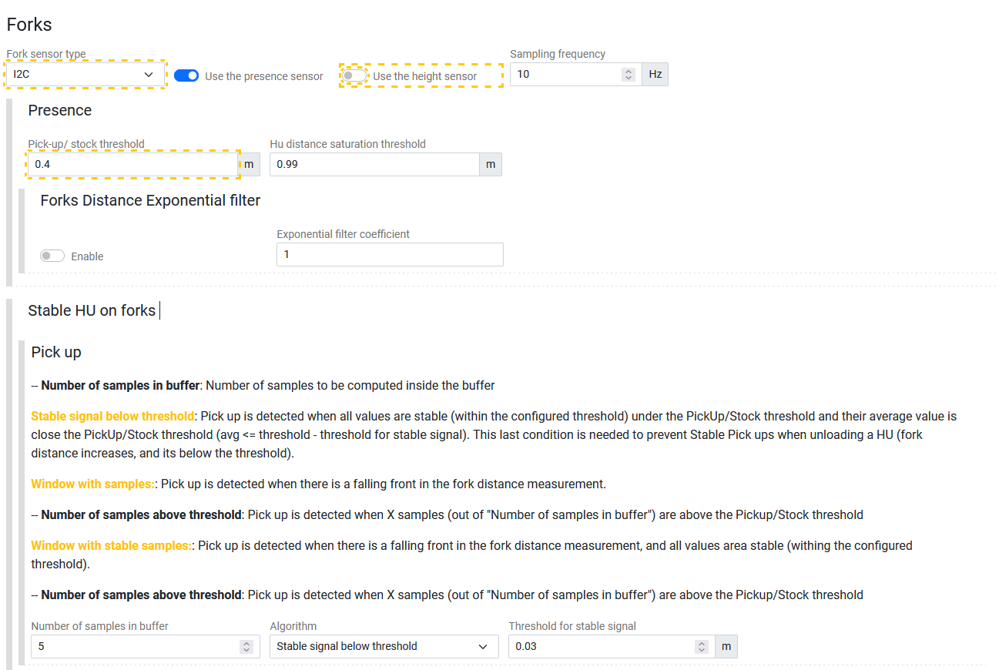 Forks
Fork sensor type
I2C
Use the presence sensor
Use the height sensor
Sampling frequency
10
Hz
Presence
Pick-up/ stock threshold
0.4
m
Hu distance saturation threshold
0.99
m
Forks Distance Exponential filter
Enable
Exponential filter coefficient
1
Stable HU on forks
Pick up
-- Number of samples in buffer: Number of samples to be computed inside the buffer
Stable signal below threshold: Pick up is detected when all values are stable (within the configured threshold) under the PickUp/Stock threshold and their average value is
close the PickUp/Stock threshold (avg <= threshold - threshold for stable signal). This last condition is needed to prevent Stable Pick ups when unloading a HU (fork
distance increases, and its below the threshold).
Window with samples:: Pick up is detected when there is a falling front in the fork distance measurement.
-- Number of samples above threshold: Pick up is detected when X samples (out of "Number of samples in buffer") are above the Pickup/Stock threshold
Window with stable samples:: Pick up is detected when there is a falling front in the fork distance measurement, and all values area stable (withing the configured
threshold).
-- Number of samples above threshold: Pick up is detected when X samples (out of "Number of samples in buffer") are above the Pickup/Stock threshold
Number of samples in buffer
5
Algorithm
Stable signal below threshold
Threshold for stable signal
0.03
m